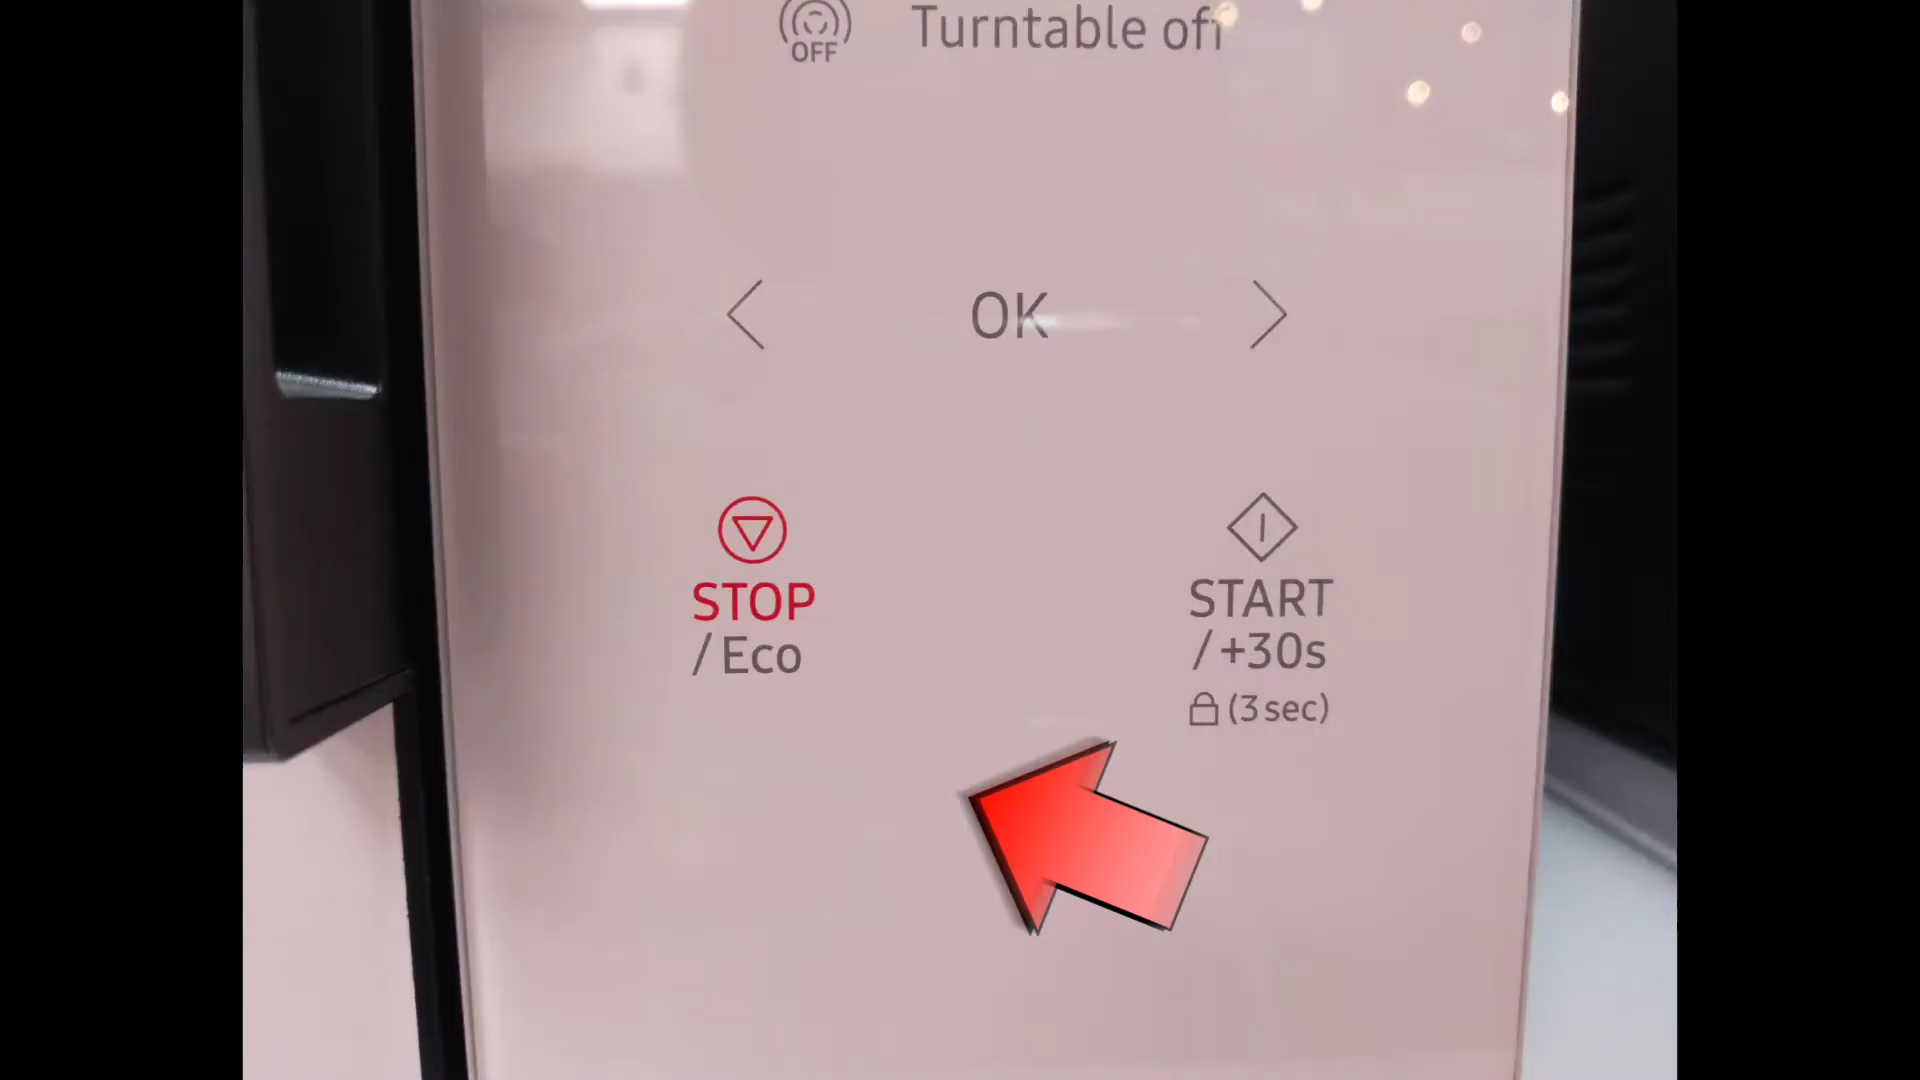 OFF Turntable off
< OK >
STOP
/Eco
START
/+30s
(3 sec)